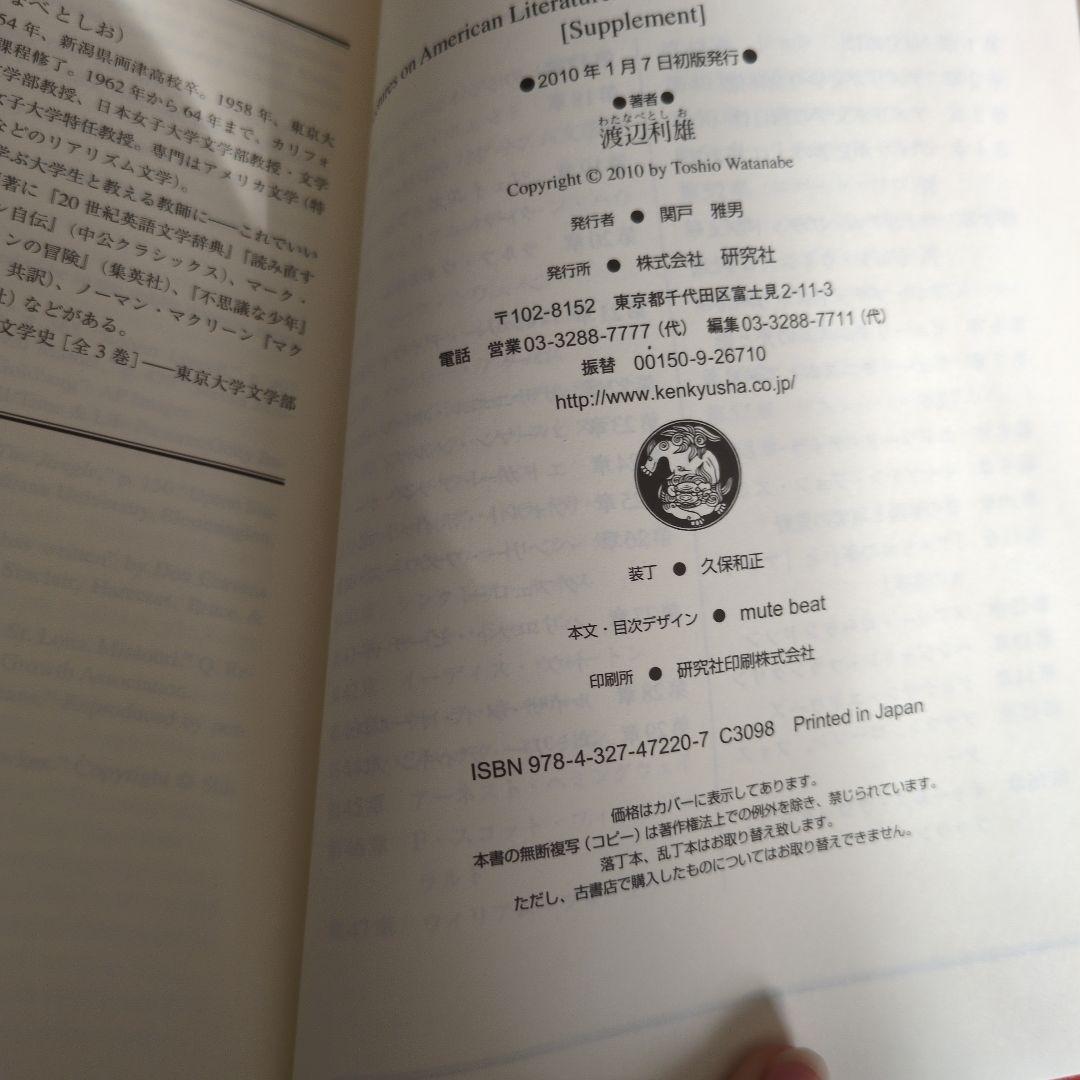 なべとしお)
54年、新潟県両津高校卒。1958年、東京大
課程修了。1962年から64年まで、カリフォ
文学部教授、日本女子大学文学部教授・文学
女子大学特任教授。専門はアメリカ文学(特
などのリアリズム文学)。
学ぶ大学生と教える教師に――これでいい
著に『20世紀英語文学辞典』『読み直す
ン自伝』(中公クラシックス)、マーク・
ィンの冒険』(集英社)、『不思議な少年』
共訳)、ノーマン・マクリーン『マク
社)などがある。
文学史[全3巻]――東京大学文学部
tures on American Literature
[Supplement]
●2010年1月7日初版発行●
●著者●
わたなべとしお
渡辺利雄
Copyright © 2010 by Toshio Watanabe
発行者 ● 関戸 雅男
発行所 ● 株式会社 研究社
〒102-8152 東京都千代田区富士見2-11-3
電話 営業03-3288-7777(代) 編集03-3288-7711(代)
振替 00150-9-26710
http://www.kenkyusha.co.jp/
装丁 ● 久保和正
本文・目次デザイン ● mute beat
印刷所 ● 研究社印刷株式会社
ISBN 978-4-327-47220-7 C3098 Printed in Japan
価格はカバーに表示してあります。
本書の無断複写(コピー)は著作権法上での例外を除き、禁じられています。
落丁本、乱丁本はお取り替え致します。
ただし、古書店で購入したものについてはお取り替えできません。